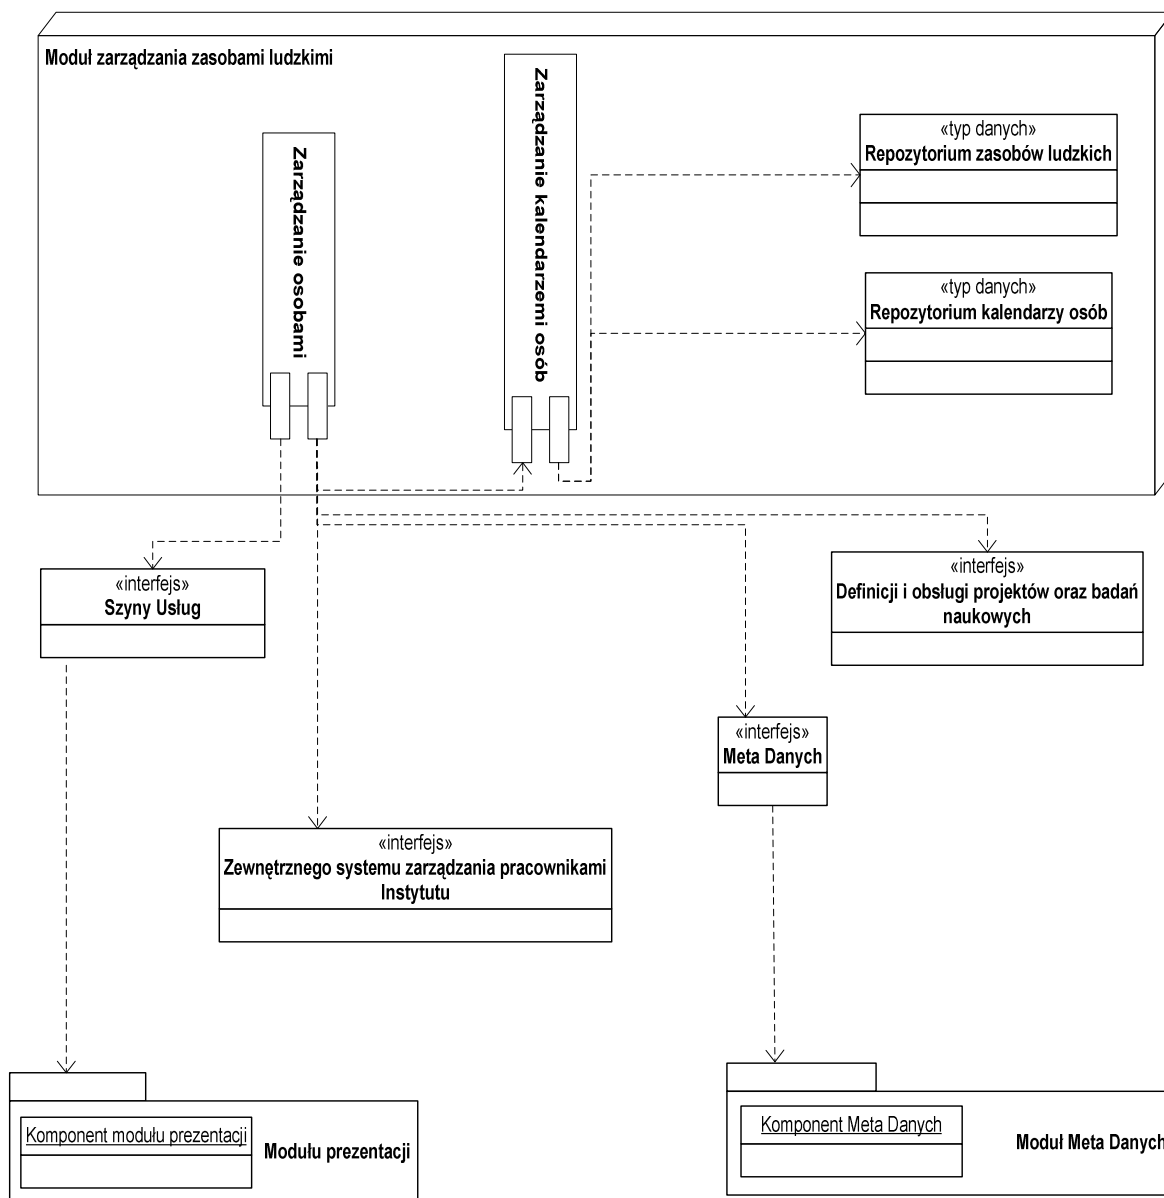 Moduł zarządzania zasobami ludzkimi
Zarządzanie osobami
Zarządzanie kalendarzemi osób
«typ danych»
Repozytorium zasobów ludzkich
«typ danych»
Repozytorium kalendarzy osób
«interfejs»
Szyny Usług
«interfejs»
Definicji i obsługi projektów oraz badań
naukowych
«interfejs»
Meta Danych
«interfejs»
Zewnętrznego systemu zarządzania pracownikami
Instytutu
Komponent modułu prezentacji
Modułu prezentacji
Komponent Meta Danych
Moduł Meta Danych